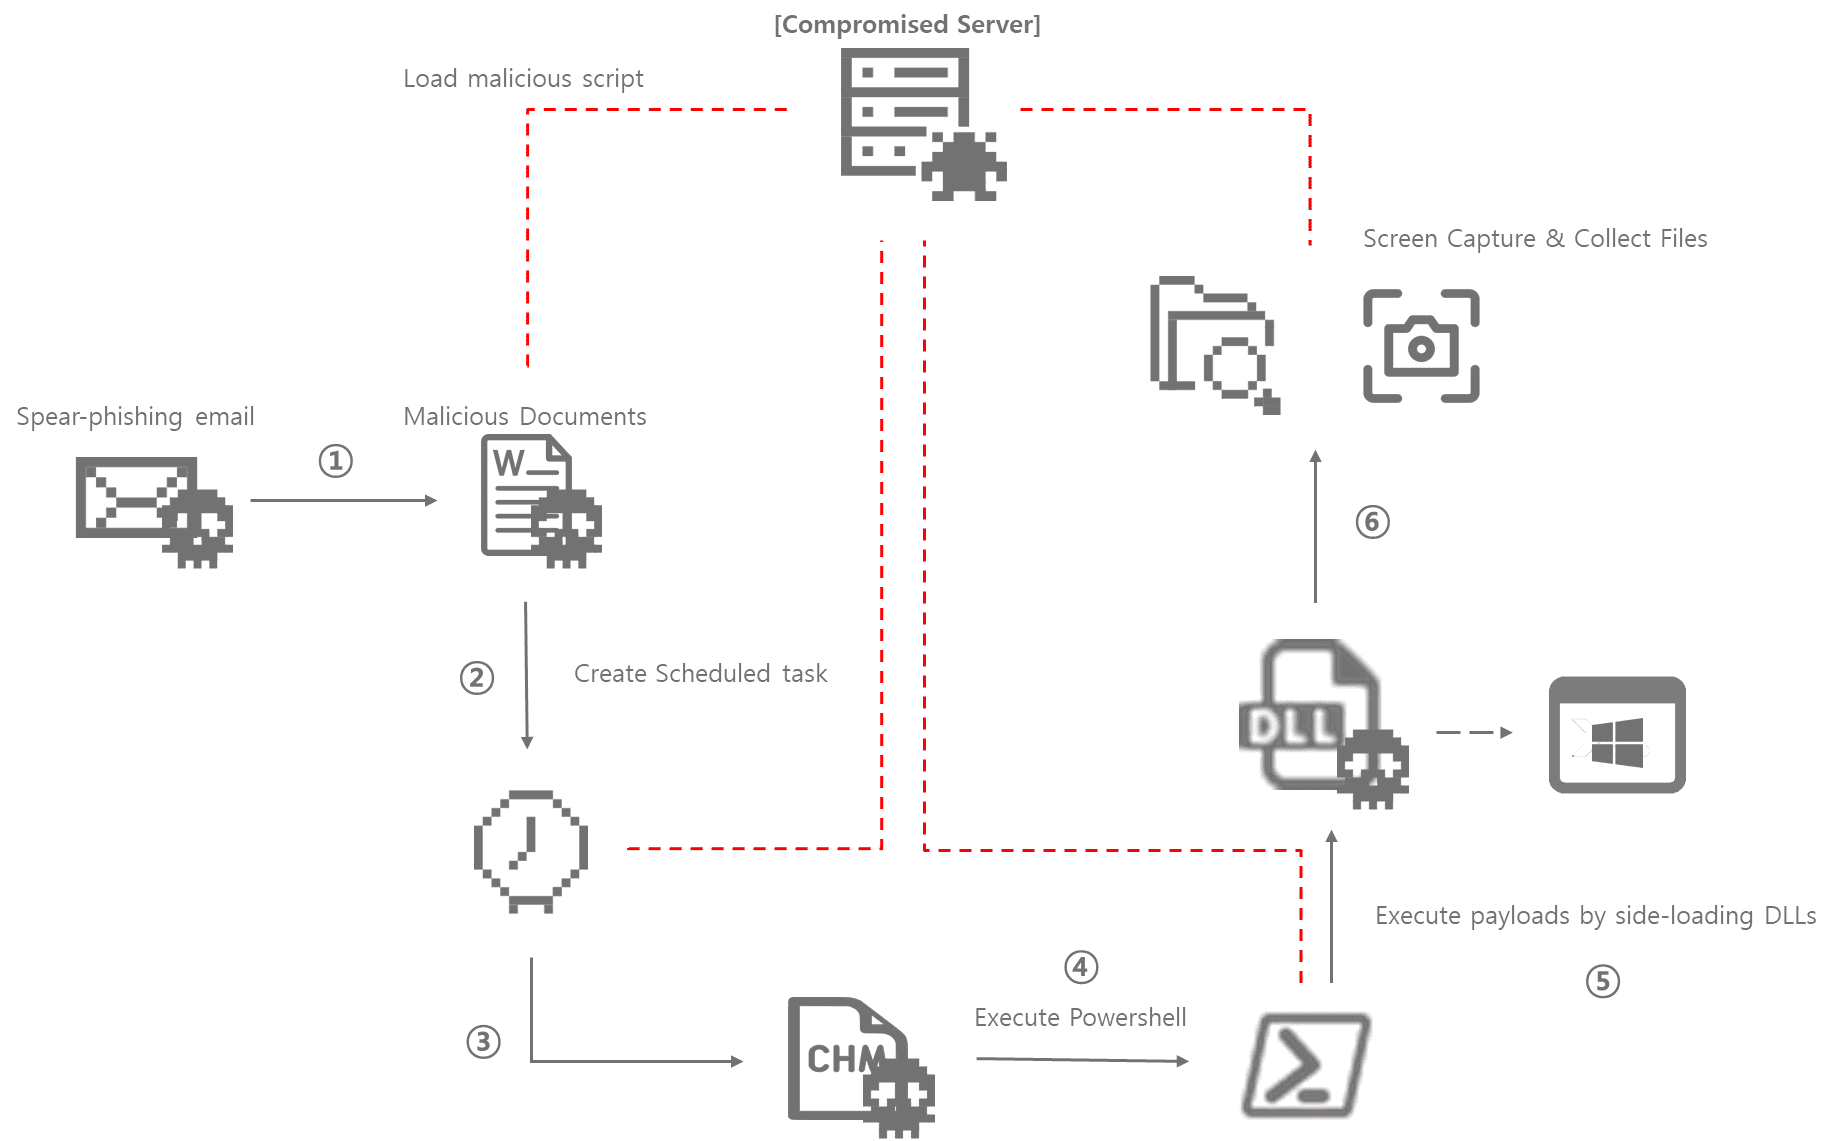 [Compromised Server]
Load malicious script
Screen Capture & Collect Files
Spear-phishing email
①
Malicious Documents
W
⑥
②
Create Scheduled task
DLL
Execute payloads by side-loading DLLs
⑤
④
Execute Powershell
③
CHM